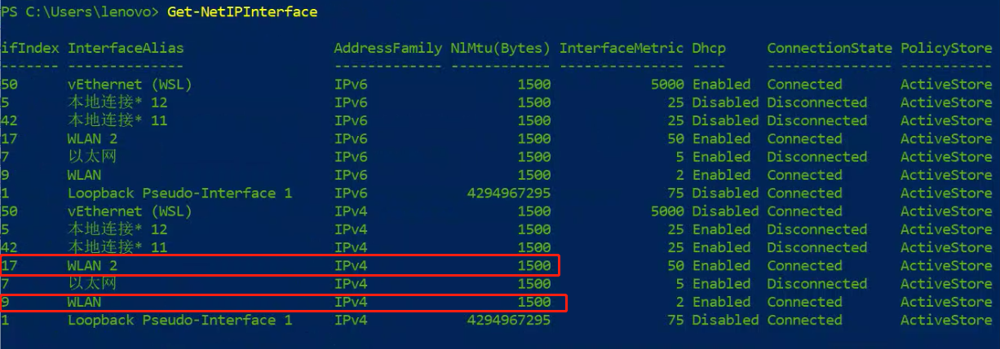 PS C:\Users\lenovo> Get-NetIPInterface
ifIndex InterfaceAlias AddressFamily NlMtu(Bytes) InterfaceMetric Dhcp ConnectionState PolicyStore
------- -------------- ------------- ------------ --------------- ---- --------------- -----------
50 vEthernet (WSL) IPv6 1500 5000 Enabled Connected ActiveStore
5 本地连接* 12 IPv6 1500 25 Disabled Disconnected ActiveStore
42 本地连接* 11 IPv6 1500 25 Disabled Disconnected ActiveStore
17 WLAN 2 IPv6 1500 50 Enabled Connected ActiveStore
7 以太网 IPv6 1500 5 Enabled Disconnected ActiveStore
9 WLAN IPv6 1500 2 Enabled Connected ActiveStore
1 Loopback Pseudo-Interface 1 IPv6 4294967295 75 Disabled Connected ActiveStore
50 vEthernet (WSL) IPv4 1500 5000 Disabled Connected ActiveStore
5 本地连接* 12 IPv4 1500 25 Enabled Disconnected ActiveStore
42 本地连接* 11 IPv4 1500 25 Enabled Disconnected ActiveStore
17 WLAN 2 IPv4 1500 50 Enabled Connected ActiveStore
7 以太网 IPv4 1500 5 Enabled Disconnected ActiveStore
9 WLAN IPv4 1500 2 Enabled Connected ActiveStore
1 Loopback Pseudo-Interface 1 IPv4 4294967295 75 Disabled Connected ActiveStore